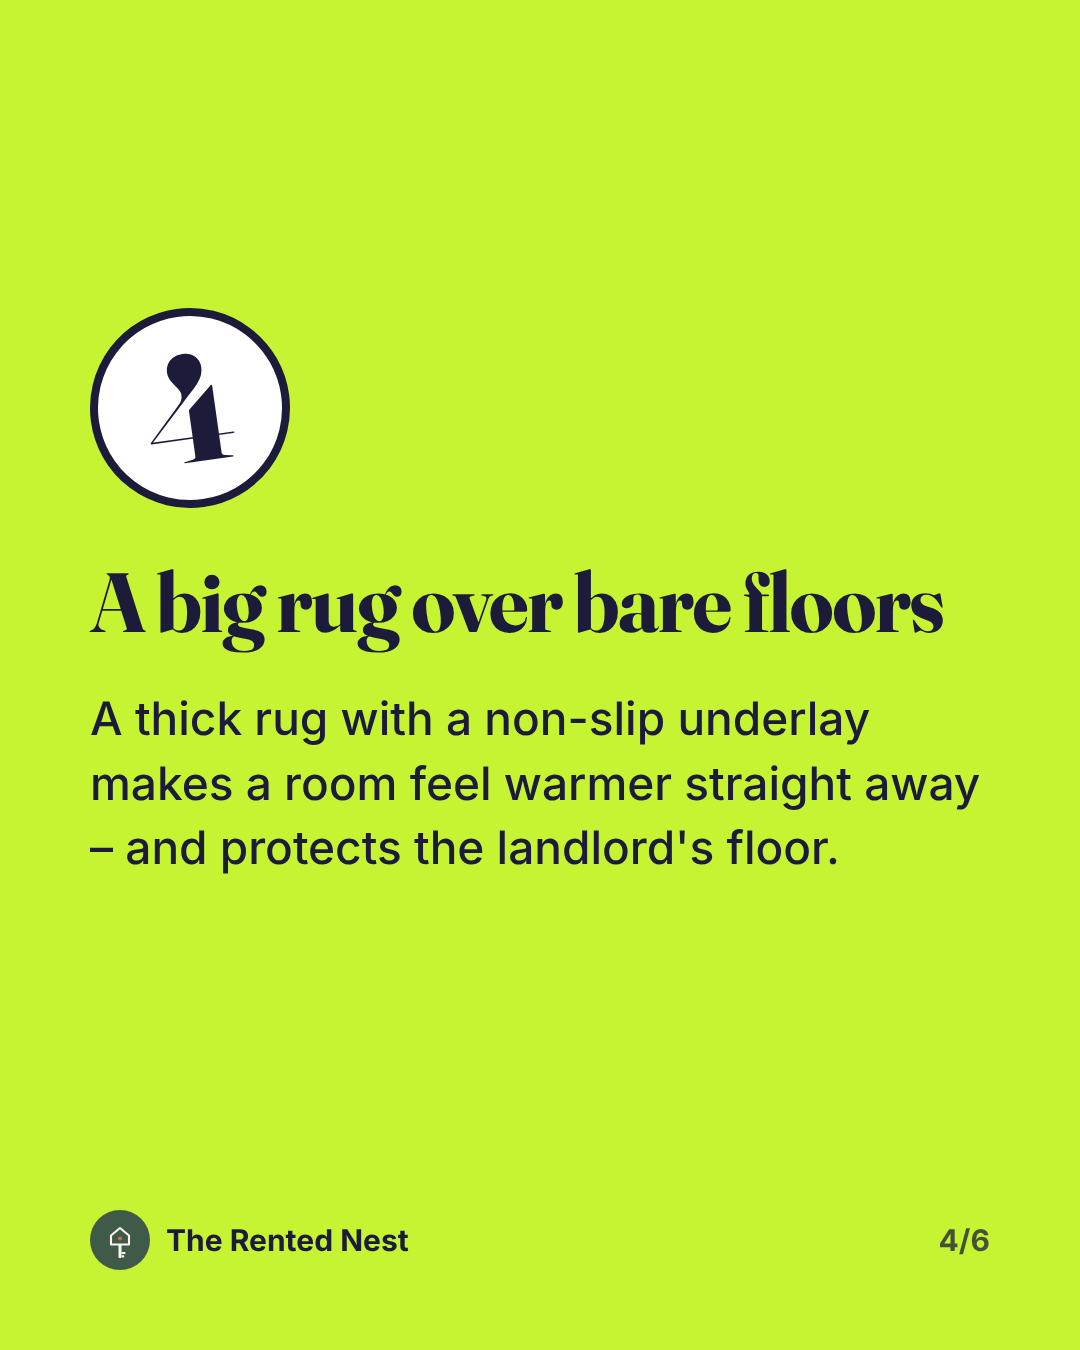 4
A big rug over bare floors
A thick rug with a non-slip underlay
makes a room feel warmer straight away
– and protects the landlord's floor.
The Rented Nest
4/6